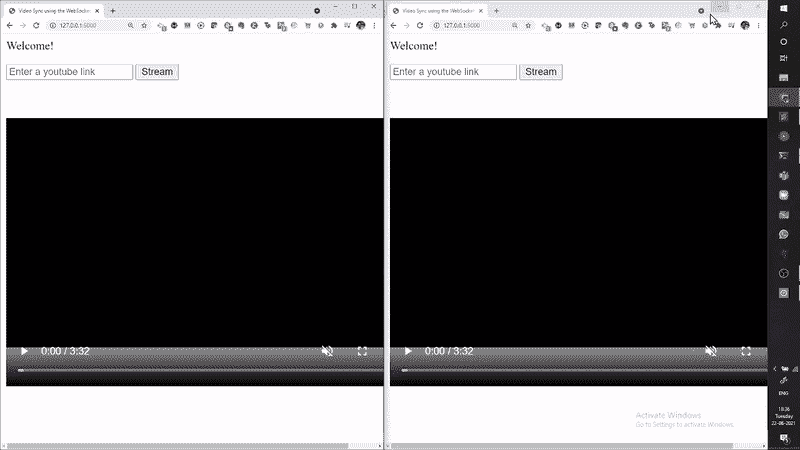 Video Sync using the WebSocket
127.0.0.1:5000
Welcome!
Enter a youtube link
Stream
0:00 / 3:32
Video Sync using the WebSocket
127.0.0.1:5000
Welcome!
Enter a youtube link
Stream
0:00 / 3:32
Activate Windows
Go to Settings to activate Windows.
ENG
18:36
Tuesday
22-06-2021